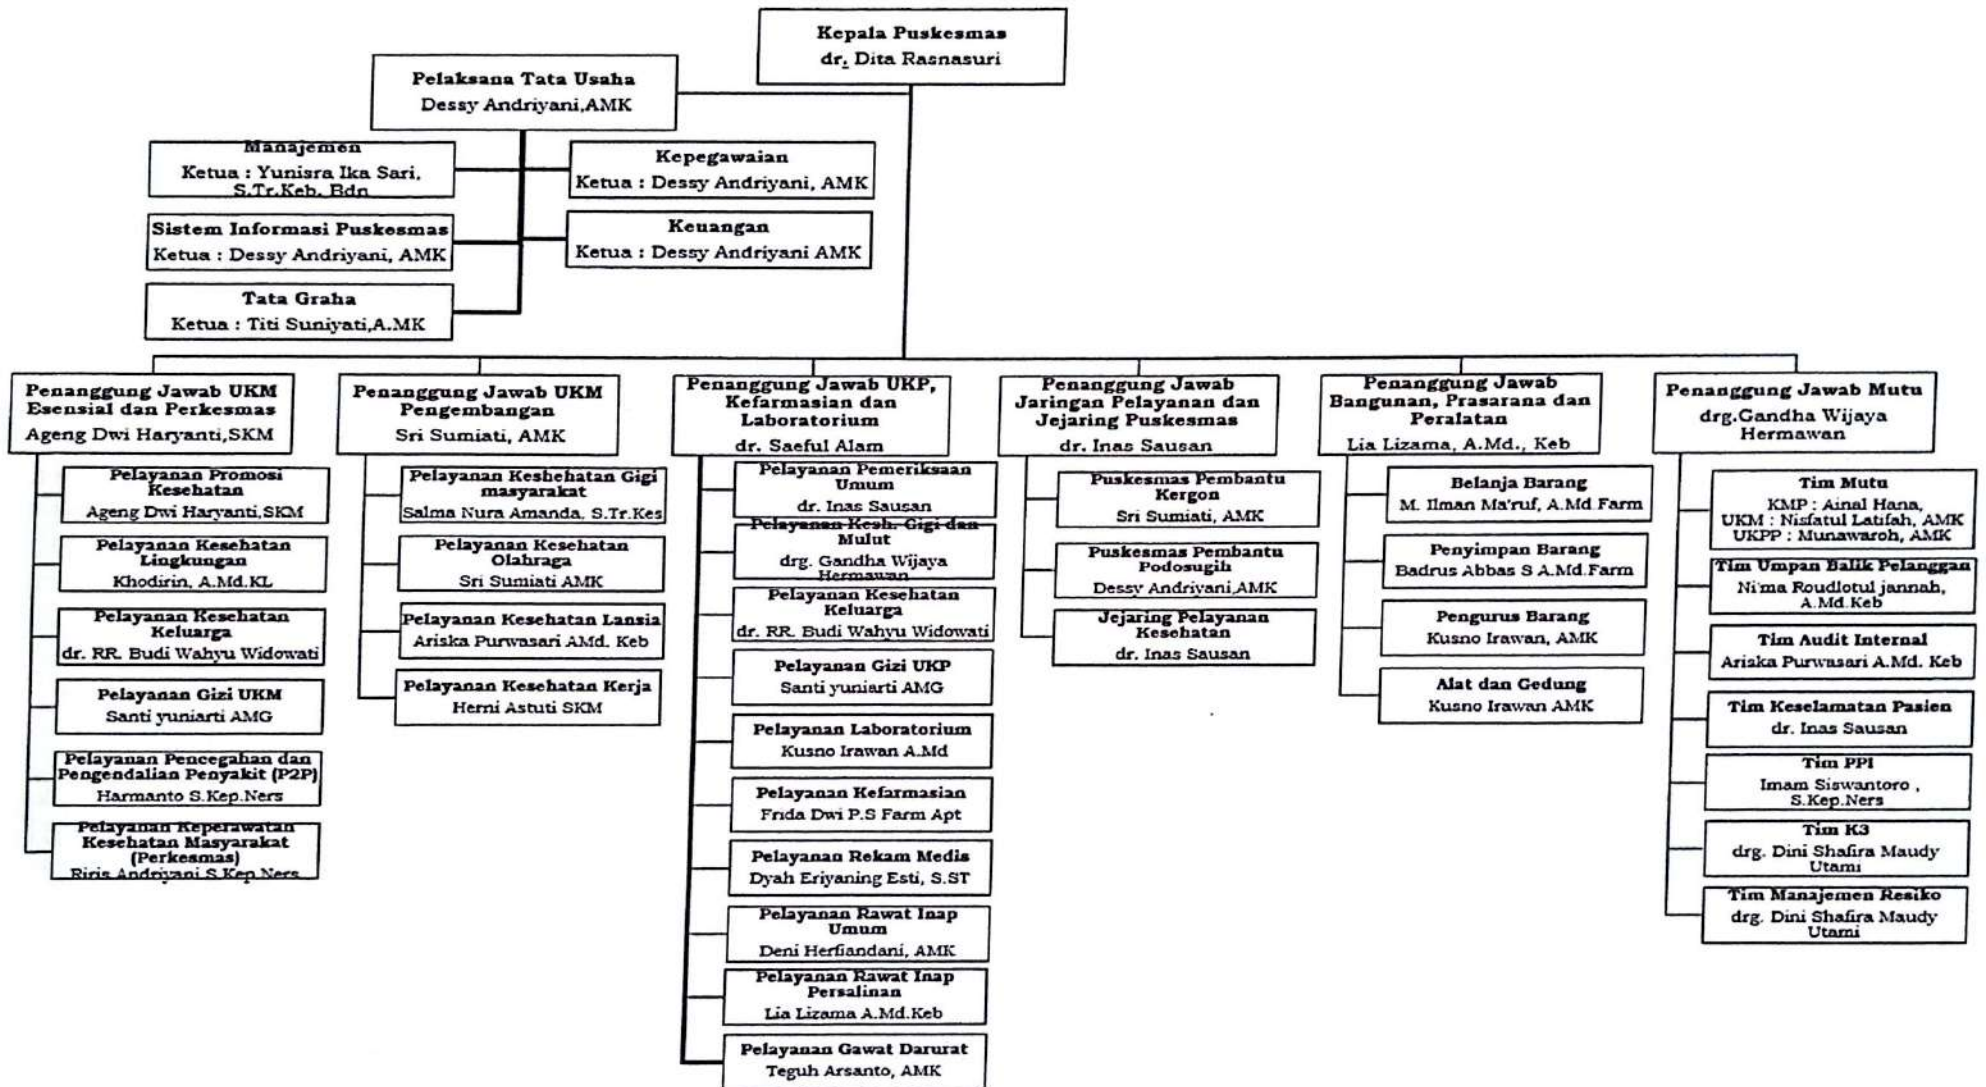 Kepala Puskesmas
dr. Dita Rasnasuri
Pelaksana Tata Usaha
Dessy Andriyani,AMK
Manajemen
Ketua : Yunisra Ika Sari,
S.Tr.Keb. Bdn
Kepegawaian
Ketua : Dessy Andriyani, AMK
Sistem Informasi Puskesmas
Ketua : Dessy Andriyani, AMK
Keuangan
Ketua : Dessy Andriyani AMK
Tata Graha
Ketua : Titi Suniyati,A.MK
Penanggung Jawab UKM
Esensial dan Perkesmas
Ageng Dwi Haryanti,SKM
Pelayanan Promosi
Kesehatan
Ageng Dwi Haryanti,SKM
Pelayanan Kesehatan
Lingkungan
Khodirin, A.Md.KL
Pelayanan Kesehatan
Keluarga
dr. RR. Budi Wahyu Widowati
Pelayanan Gizi UKM
Santi yuniarti AMG
Pelayanan Pencegahan dan
Pengendalian Penyakit (P2P)
Harmanto S.Kep.Ners
Pelayanan Keperawatan
Kesehatan Masyarakat
(Perkesmas)
Riris Andriyani S.Kep.Ners
Penanggung Jawab UKM
Pengembangan
Sri Sumiati, AMK
Pelayanan Keshehatan Gigi
masyarakat
Salma Nura Amanda, S.Tr.Kes
Pelayanan Kesehatan
Olahraga
Sri Sumiati AMK
Pelayanan Kesehatan Lansia
Ariska Purwasari AMd. Keb
Pelayanan Kesehatan Kerja
Herni Astuti SKM
Penanggung Jawab UKP,
Kefarmasian dan
Laboratorium
dr. Saeful Alam
Pelayanan Pemeriksaan
Umum
dr. Inas Sausan
Pelayanan Kesh. Gigi dan
Mulut
drg. Gandha Wijaya
Hermawan
Pelayanan Kesehatan
Keluarga
dr. RR. Budi Wahyu Widowati
Pelayanan Gizi UKP
Santi yuniarti AMG
Pelayanan Laboratorium
Kusno Irawan A.Md
Pelayanan Kefarmasian
Frida Dwi P.S Farm Apt
Pelayanan Rekam Medis
Dyah Eriyaning Esti, S.ST
Pelayanan Rawat Inap
Umum
Deni Herfiandani, AMK
Pelayanan Rawat Inap
Persalinan
Lia Lizama A.Md.Keb
Pelayanan Gawat Darurat
Teguh Arsanto, AMK
Penanggung Jawab
Jaringan Pelayanan dan
Jejaring Puskesmas
dr. Inas Sausan
Puskesmas Pembantu
Kergon
Sri Sumiati, AMK
Puskesmas Pembantu
Podosugih
Dessy Andriyani,AMK
Jejaring Pelayanan
Kesehatan
dr. Inas Sausan
Penanggung Jawab
Bangunan, Prasarana dan
Peralatan
Lia Lizama, A.Md., Keb
Belanja Barang
M. Ilman Ma'ruf, A.Md.Farm
Penyimpan Barang
Badrus Abbas S A.Md.Farm
Pengurus Barang
Kusno Irawan, AMK
Alat dan Gedung
Kusno Irawan AMK
Penanggung Jawab Mutu
drg.Gandha Wijaya
Hermawan
Tim Mutu
KMP : Ainal Hana,
UKM : Nisfatul Latifah, AMK
UKPP : Munawaroh, AMK
Tim Umpan Balik Pelanggan
Ni'ma Roudlotul jannah,
A.Md.Keb
Tim Audit Internal
Ariska Purwasari A.Md. Keb
Tim Keselamatan Pasien
dr. Inas Sausan
Tim PPI
Imam Siswantoro ,
S.Kep.Ners
Tim K3
drg. Dini Shafira Maudy
Utami
Tim Manajemen Resiko
drg. Dini Shafira Maudy
Utami